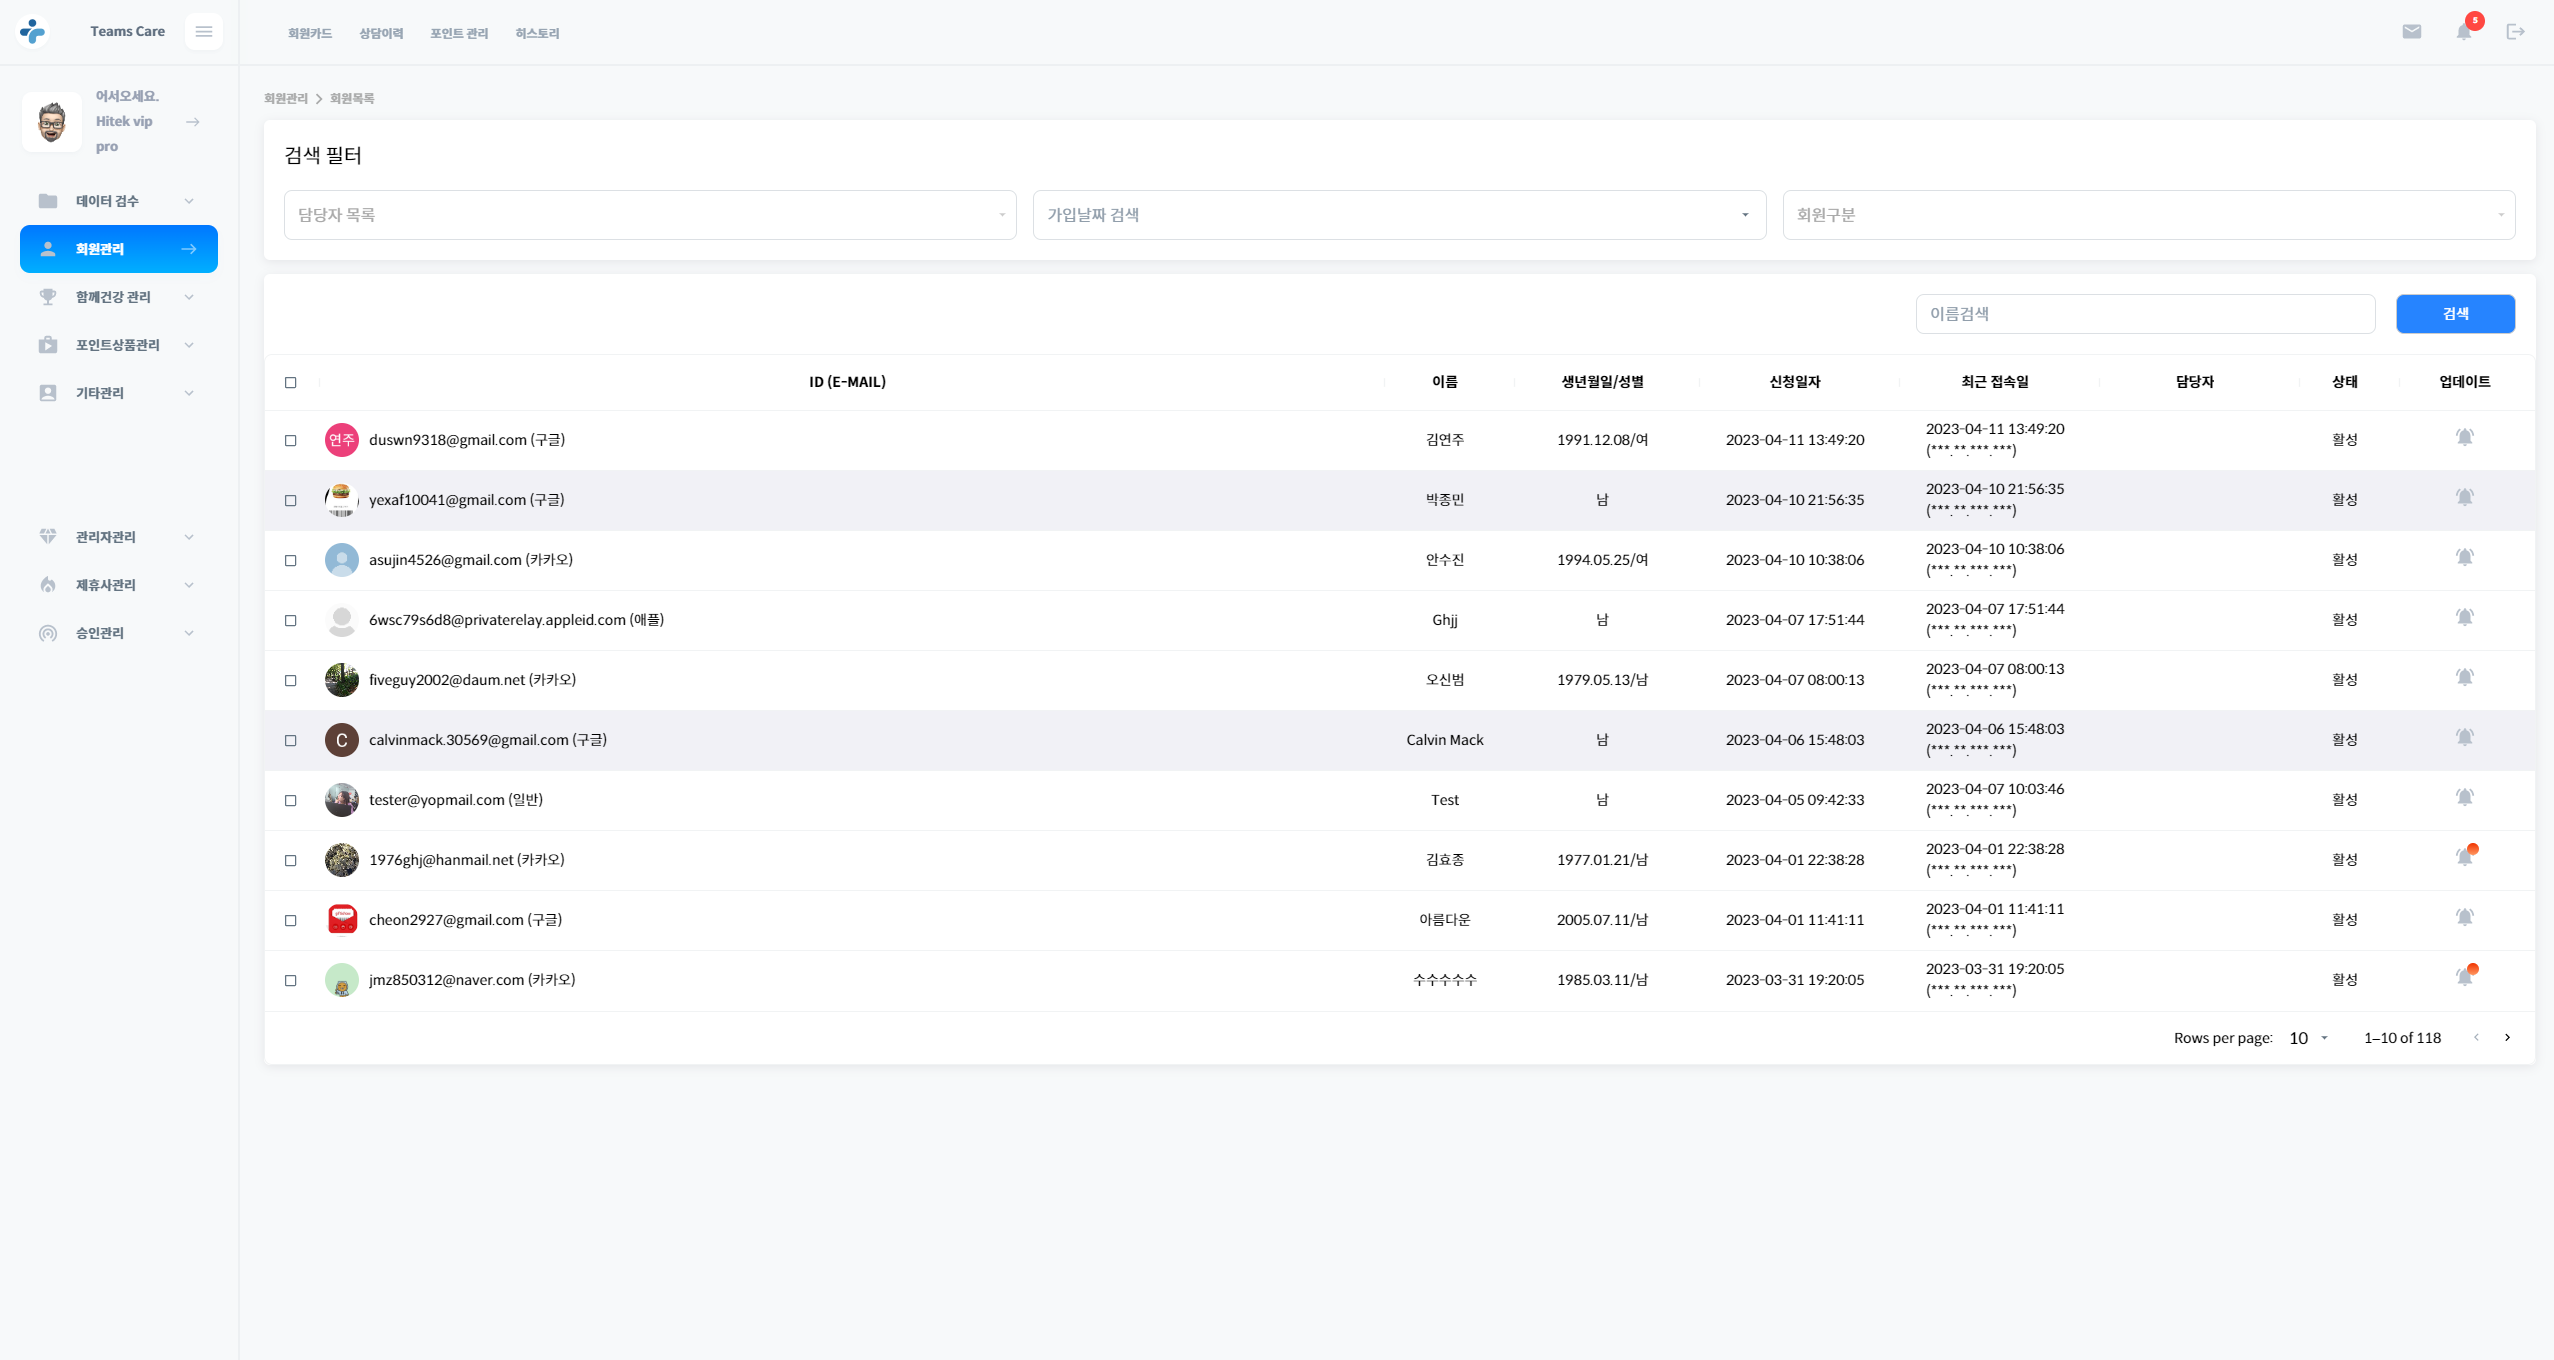 Teams Care
회원카드 상담이력 포인트 관리 히스토리
5
어서오세요.
Hitek vip
pro
데이터 검수
회원관리
함께건강 관리
포인트상품관리
기타관리
관리자관리
제휴사관리
승인관리
회원관리 > 회원목록
검색 필터
담당자 목록
가입날짜 검색
회원구분
이름검색
검색
ID (E-MAIL) 이름 생년월일/성별 신청일자 최근 접속일 담당자 상태 업데이트
연주 duswn9318@gmail.com (구글) 김연주 1991.12.08/여 2023-04-11 13:49:20 2023-04-11 13:49:20 활성
(***.**.***.***)
yexaf10041@gmail.com (구글) 박종민 남 2023-04-10 21:56:35 2023-04-10 21:56:35 활성
(***.**.***.***)
asujin4526@gmail.com (카카오) 안수진 1994.05.25/여 2023-04-10 10:38:06 2023-04-10 10:38:06 활성
(***.**.***.***)
6wsc79s6d8@privaterelay.appleid.com (애플) Ghjj 남 2023-04-07 17:51:44 2023-04-07 17:51:44 활성
(***.**.***.***)
fiveguy2002@daum.net (카카오) 오신범 1979.05.13/남 2023-04-07 08:00:13 2023-04-07 08:00:13 활성
(***.**.***.***)
C calvinmack.30569@gmail.com (구글) Calvin Mack 남 2023-04-06 15:48:03 2023-04-06 15:48:03 활성
(***.**.***.***)
tester@yopmail.com (일반) Test 남 2023-04-05 09:42:33 2023-04-07 10:03:46 활성
(***.**.***.***)
1976ghj@hanmail.net (카카오) 김효종 1977.01.21/남 2023-04-01 22:38:28 2023-04-01 22:38:28 활성
(***.**.***.***)
cheon2927@gmail.com (구글) 아름다운 2005.07.11/남 2023-04-01 11:41:11 2023-04-01 11:41:11 활성
(***.**.***.***)
jmz850312@naver.com (카카오) 수수수수수 1985.03.11/남 2023-03-31 19:20:05 2023-03-31 19:20:05 활성
(***.**.***.***)
Rows per page: 10 1–10 of 118